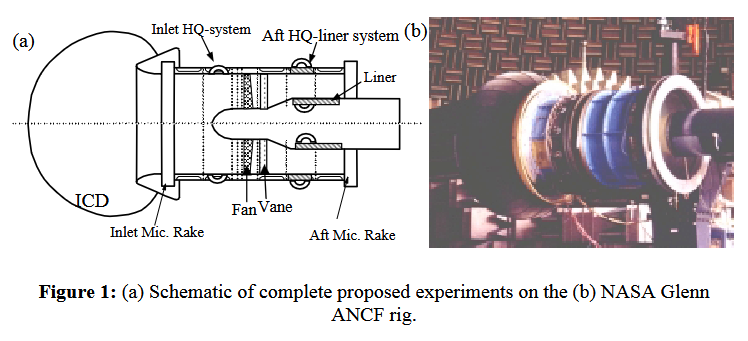 (a)
Inlet HQ-system
Aft HQ-liner system
(b)
Liner
ICD
Fan
Vane
Inlet Mic. Rake
Aft Mic. Rake
Figure 1: (a) Schematic of complete proposed experiments on the (b) NASA Glenn
ANCF rig.